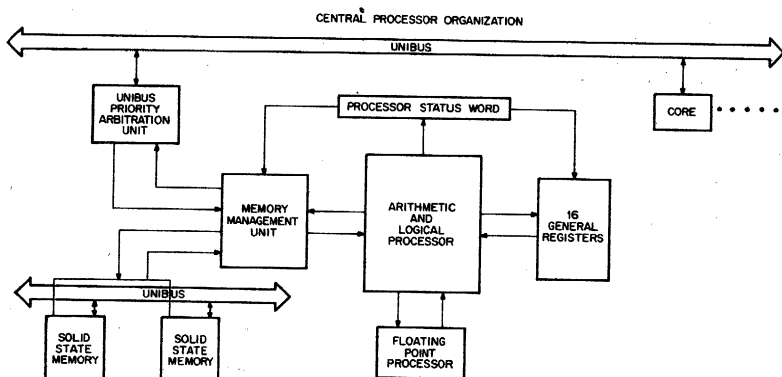 CENTRAL PROCESSOR ORGANIZATION
UNIBUS
UNIBUS
PRIORITY
ARBITRATION
UNIT
PROCESSOR STATUS WORD
CORE
MEMORY
MANAGEMENT
UNIT
ARITHMETIC
AND
LOGICAL
PROCESSOR
16
GENERAL
REGISTERS
UNIBUS
SOLID
STATE
MEMORY
SOLID
STATE
MEMORY
FLOATING
POINT
PROCESSOR